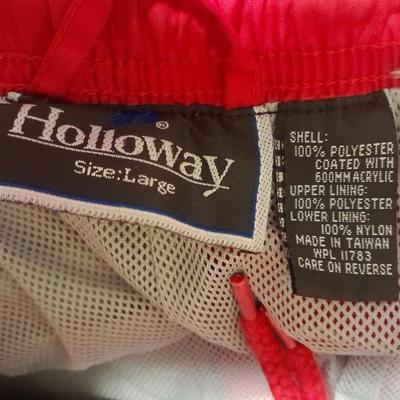 Holloway®
Size:Large
SHELL:
100% POLYESTER
COATED WITH
600MM ACRYLIC
UPPER LINING:
100% POLYESTER
LOWER LINING:
100% NYLON
MADE IN TAIWAN
WPL 11783
CARE ON REVERSE